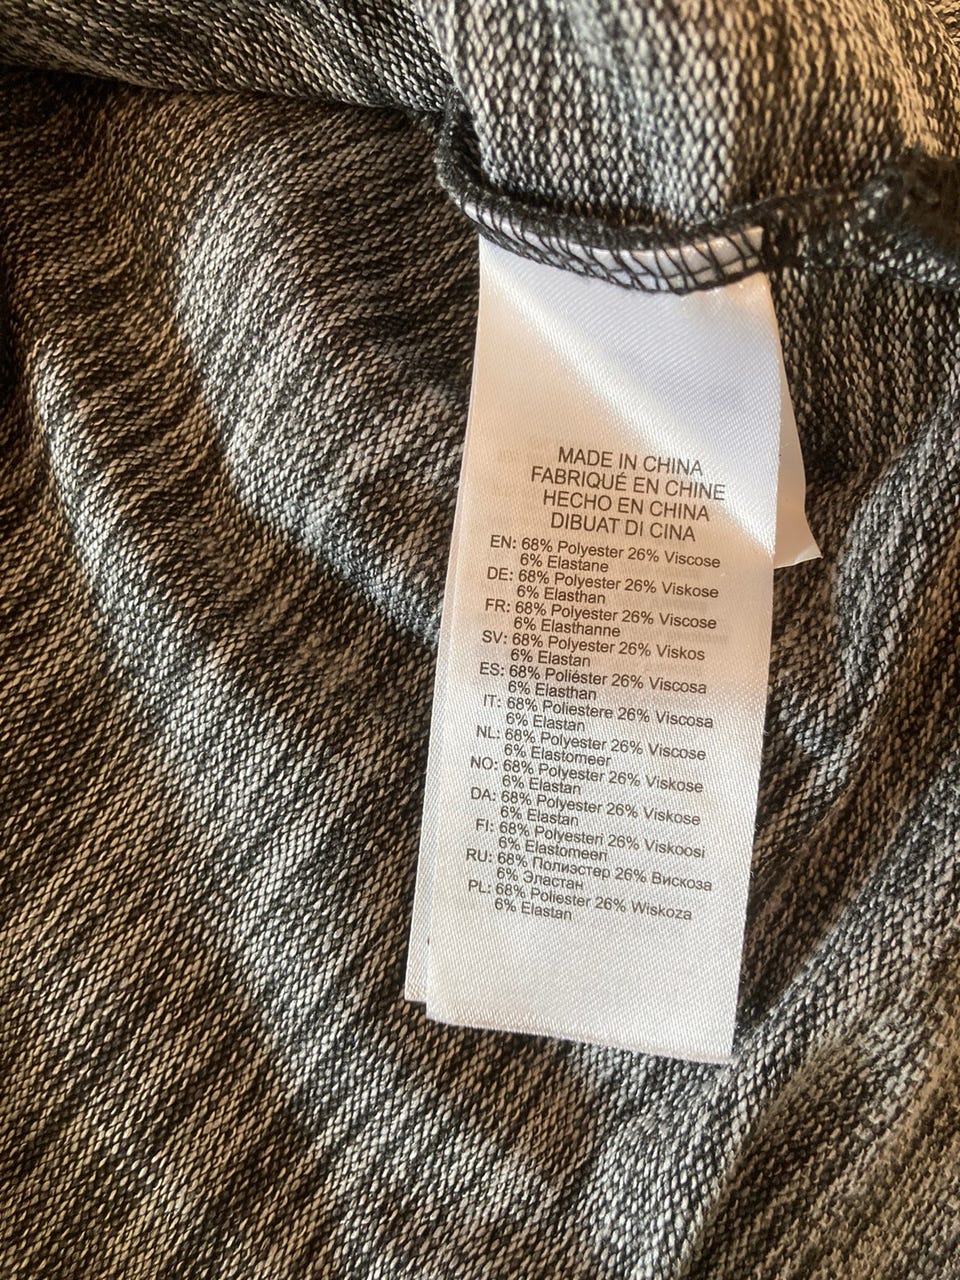 MADE IN CHINA
FABRIQUÉ EN CHINE
HECHO EN CHINA
DIBUAT DI CINA
EN: 68% Polyester 26% Viscose
6% Elastane
DE: 68% Polyester 26% Viskose
6% Elasthan
FR: 68% Polyester 26% Viscose
6% Elasthanne
SV: 68% Polyester 26% Viskos
6% Elastan
ES: 68% Poliéster 26% Viscosa
6% Elasthan
IT: 68% Poliestere 26% Viscosa
6% Elastan
NL: 68% Polyester 26% Viscose
6% Elastomeer
NO: 68% Polyester 26% Viskose
6% Elastan
DA: 68% Polyester 26% Viskose
6% Elastan
FI: 68% Polyesteri 26% Viskoosi
6% Elastomeeri
RU: 68% Полиэстер 26% Вискоза
6% Эластан
PL: 68% Poliester 26% Wiskoza
6% Elastan